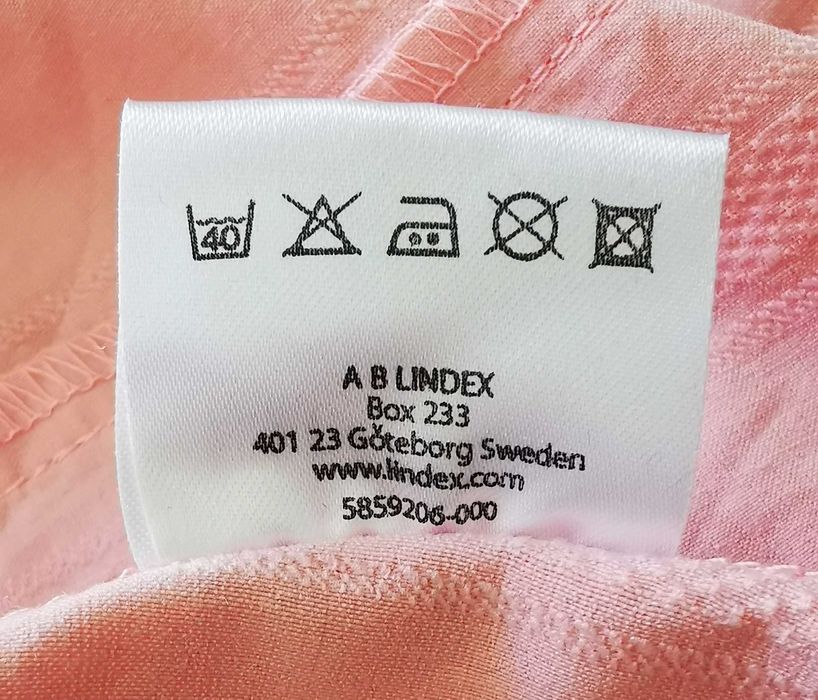 40
A B LINDEX
Box 233
401 23 Göteborg Sweden
www.lindex.com
5859206-000